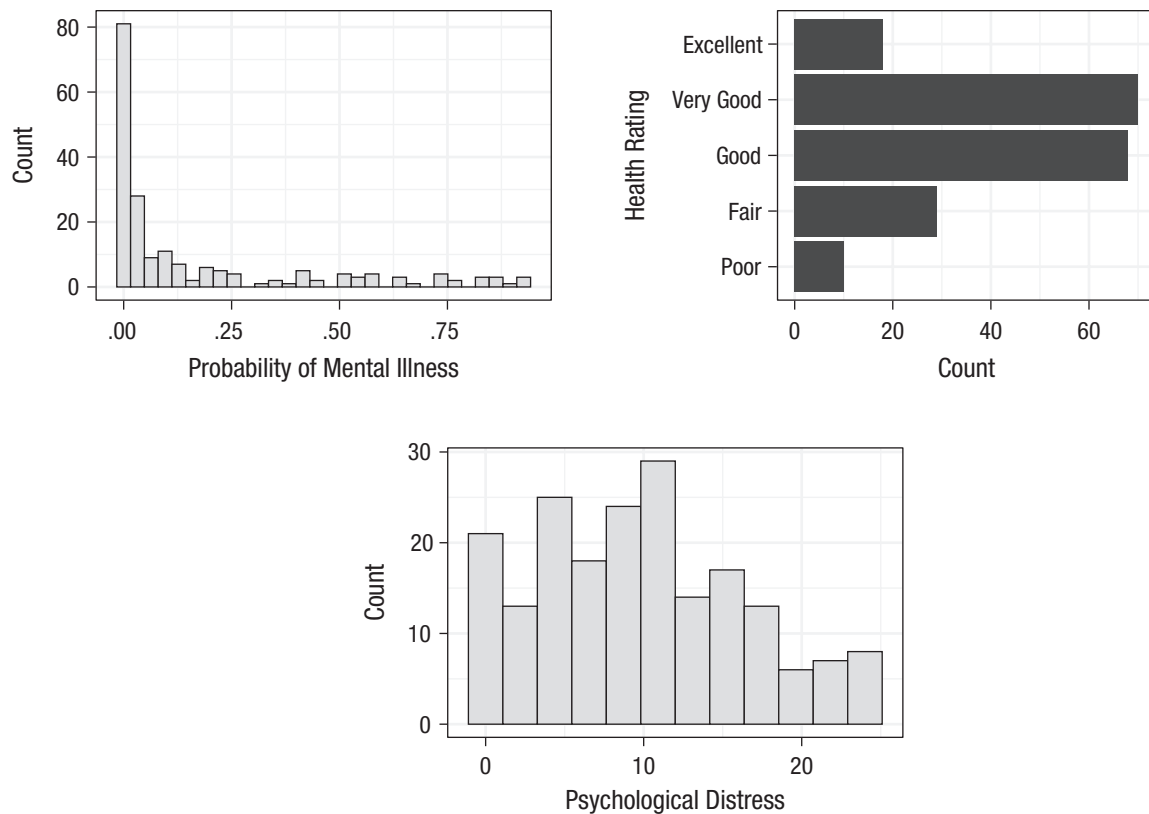 80
60
40
20
0
Count
.00 .25 .50 .75
Probability of Mental Illness
Excellent
Very Good
Good
Fair
Poor
Health Rating
0 20 40 60
Count
30
20
10
0
Count
0 10 20
Psychological Distress